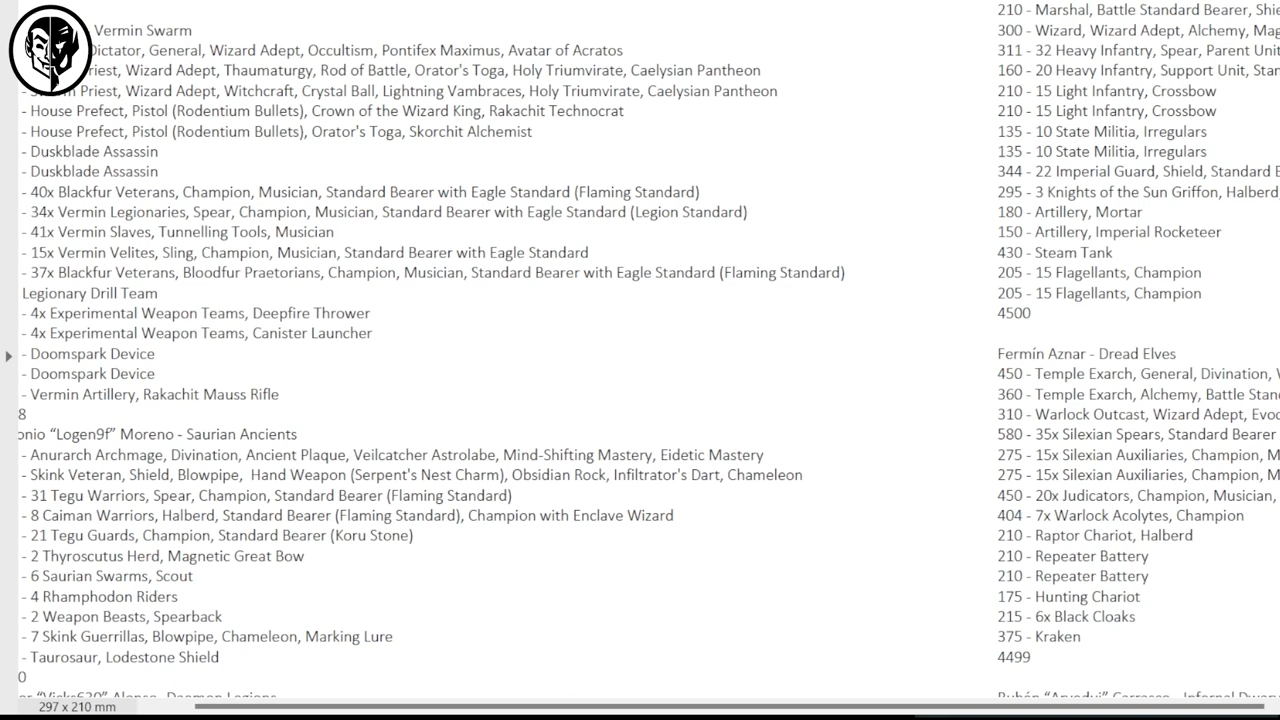 Vermin Swarm
Dictator, General, Wizard Adept, Occultism, Pontifex Maximus, Avatar of Acratos
Priest, Wizard Adept, Thaumaturgy, Rod of Battle, Orator's Toga, Holy Triumvirate, Caelysian Pantheon
Priest, Wizard Adept, Witchcraft, Crystal Ball, Lightning Vambraces, Holy Triumvirate, Caelysian Pantheon
- House Prefect, Pistol (Rodentium Bullets), Crown of the Wizard King, Rakachit Technocrat
- House Prefect, Pistol (Rodentium Bullets), Orator's Toga, Skorchit Alchemist
- Duskblade Assassin
- Duskblade Assassin
- 40x Blackfur Veterans, Champion, Musician, Standard Bearer with Eagle Standard (Flaming Standard)
- 34x Vermin Legionaries, Spear, Champion, Musician, Standard Bearer with Eagle Standard (Legion Standard)
- 41x Vermin Slaves, Tunnelling Tools, Musician
- 15x Vermin Velites, Sling, Champion, Musician, Standard Bearer with Eagle Standard
- 37x Blackfur Veterans, Bloodfur Praetorians, Champion, Musician, Standard Bearer with Eagle Standard (Flaming Standard)
Legionary Drill Team
- 4x Experimental Weapon Teams, Deepfire Thrower
- 4x Experimental Weapon Teams, Canister Launcher
- Doomspark Device
- Doomspark Device
- Vermin Artillery, Rakachit Mauss Rifle
8
onio “Logen9f” Moreno - Saurian Ancients
- Anurarch Archmage, Divination, Ancient Plaque, Veilcatcher Astrolabe, Mind-Shifting Mastery, Eidetic Mastery
- Skink Veteran, Shield, Blowpipe, Hand Weapon (Serpent's Nest Charm), Obsidian Rock, Infiltrator's Dart, Chameleon
- 31 Tegu Warriors, Spear, Champion, Standard Bearer (Flaming Standard)
- 8 Caiman Warriors, Halberd, Standard Bearer (Flaming Standard), Champion with Enclave Wizard
- 21 Tegu Guards, Champion, Standard Bearer (Koru Stone)
- 2 Thyroscutus Herd, Magnetic Great Bow
- 6 Saurian Swarms, Scout
- 4 Rhamphodon Riders
- 2 Weapon Beasts, Spearback
- 7 Skink Guerrillas, Blowpipe, Chameleon, Marking Lure
- Taurosaur, Lodestone Shield
0
210 - Marshal, Battle Standard Bearer, Shie
300 - Wizard, Wizard Adept, Alchemy, Mag
311 - 32 Heavy Infantry, Spear, Parent Unit
160 - 20 Heavy Infantry, Support Unit, Stan
210 - 15 Light Infantry, Crossbow
210 - 15 Light Infantry, Crossbow
135 - 10 State Militia, Irregulars
135 - 10 State Militia, Irregulars
344 - 22 Imperial Guard, Shield, Standard B
295 - 3 Knights of the Sun Griffon, Halberd,
180 - Artillery, Mortar
150 - Artillery, Imperial Rocketeer
430 - Steam Tank
205 - 15 Flagellants, Champion
205 - 15 Flagellants, Champion
4500
Fermín Aznar - Dread Elves
450 - Temple Exarch, General, Divination, W
360 - Temple Exarch, Alchemy, Battle Stan
310 - Warlock Outcast, Wizard Adept, Evoc
580 - 35x Silexian Spears, Standard Bearer
275 - 15x Silexian Auxiliaries, Champion, M
275 - 15x Silexian Auxiliaries, Champion, M
450 - 20x Judicators, Champion, Musician,
404 - 7x Warlock Acolytes, Champion
210 - Raptor Chariot, Halberd
210 - Repeater Battery
210 - Repeater Battery
175 - Hunting Chariot
215 - 6x Black Cloaks
375 - Kraken
4499
297 x 210 mm